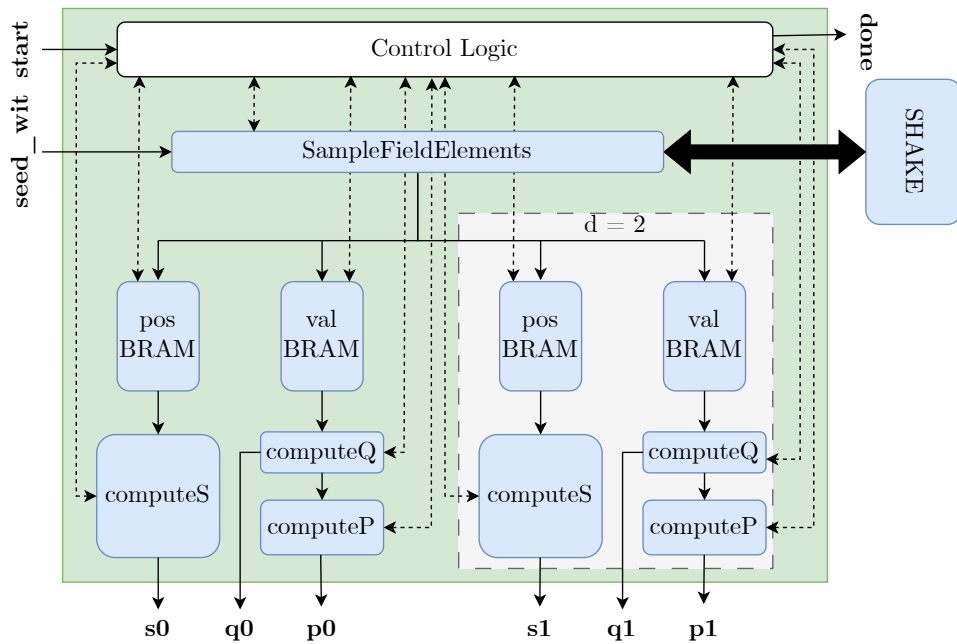 start
Control Logic
done
seed_wit
SampleFieldElements
SHAKE
d = 2
pos
BRAM
val
BRAM
pos
BRAM
val
BRAM
computeS
computeQ
computeP
computeS
computeQ
computeP
s0
q0
p0
s1
q1
p1